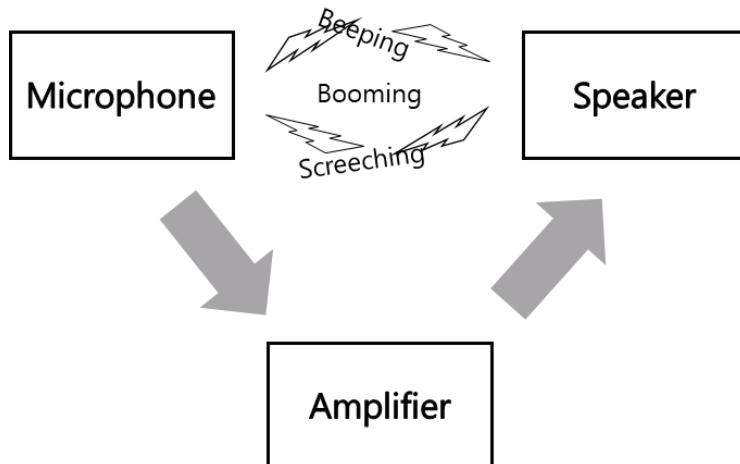 Beeping
Microphone
Booming
Speaker
Screeching
Amplifier